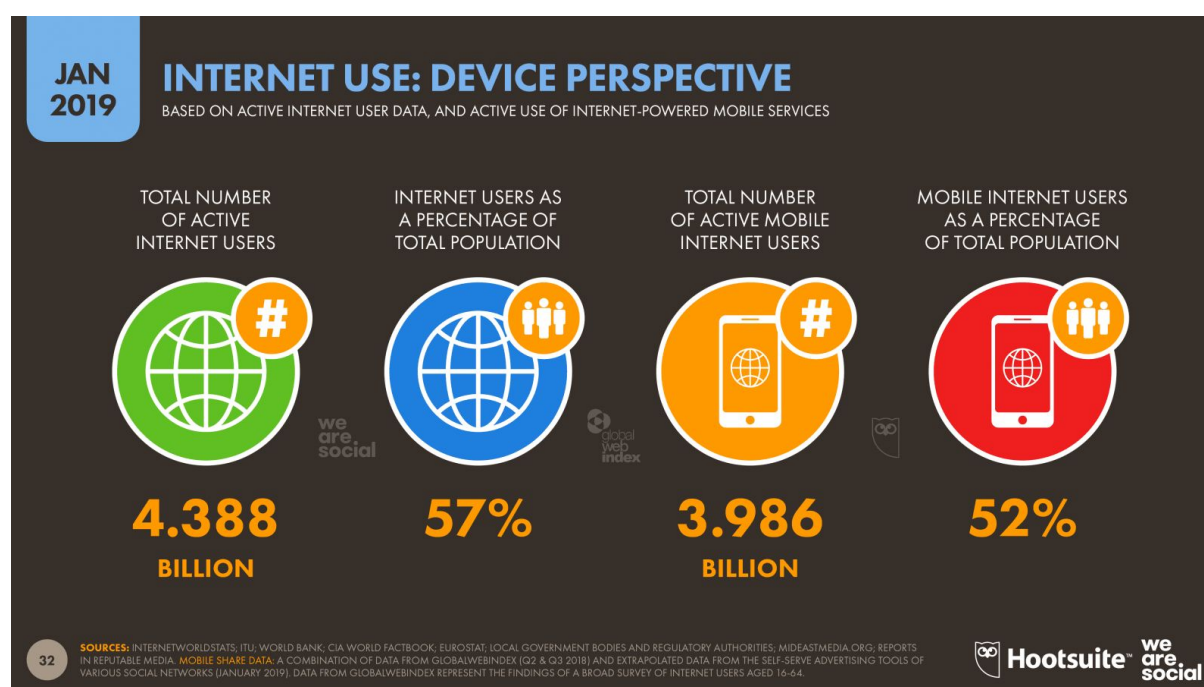 JAN
2019
INTERNET USE: DEVICE PERSPECTIVE
BASED ON ACTIVE INTERNET USER DATA, AND ACTIVE USE OF INTERNET-POWERED MOBILE SERVICES
TOTAL NUMBER
OF ACTIVE
INTERNET USERS
#
4.388
BILLION
INTERNET USERS AS
A PERCENTAGE OF
TOTAL POPULATION
57%
TOTAL NUMBER
OF ACTIVE MOBILE
INTERNET USERS
#
3.986
BILLION
MOBILE INTERNET USERS
AS A PERCENTAGE
OF TOTAL POPULATION
52%
we
are
social
global
web
index
32
SOURCES: INTERNETWORLDSTATS; ITU; WORLD BANK; CIA WORLD FACTBOOK; EUROSTAT; LOCAL GOVERNMENT BODIES AND REGULATORY AUTHORITIES; MIDEASTMEDIA.ORG; REPORTS
IN REPUTABLE MEDIA. MOBILE SHARE DATA: A COMBINATION OF DATA FROM GLOBALWEBINDEX (Q2 & Q3 2018) AND EXTRAPOLATED DATA FROM THE SELF-SERVE ADVERTISING TOOLS OF
VARIOUS SOCIAL NETWORKS (JANUARY 2019). DATA FROM GLOBALWEBINDEX REPRESENT THE FINDINGS OF A BROAD SURVEY OF INTERNET USERS AGED 16-64.
Hootsuite™
we
are
social